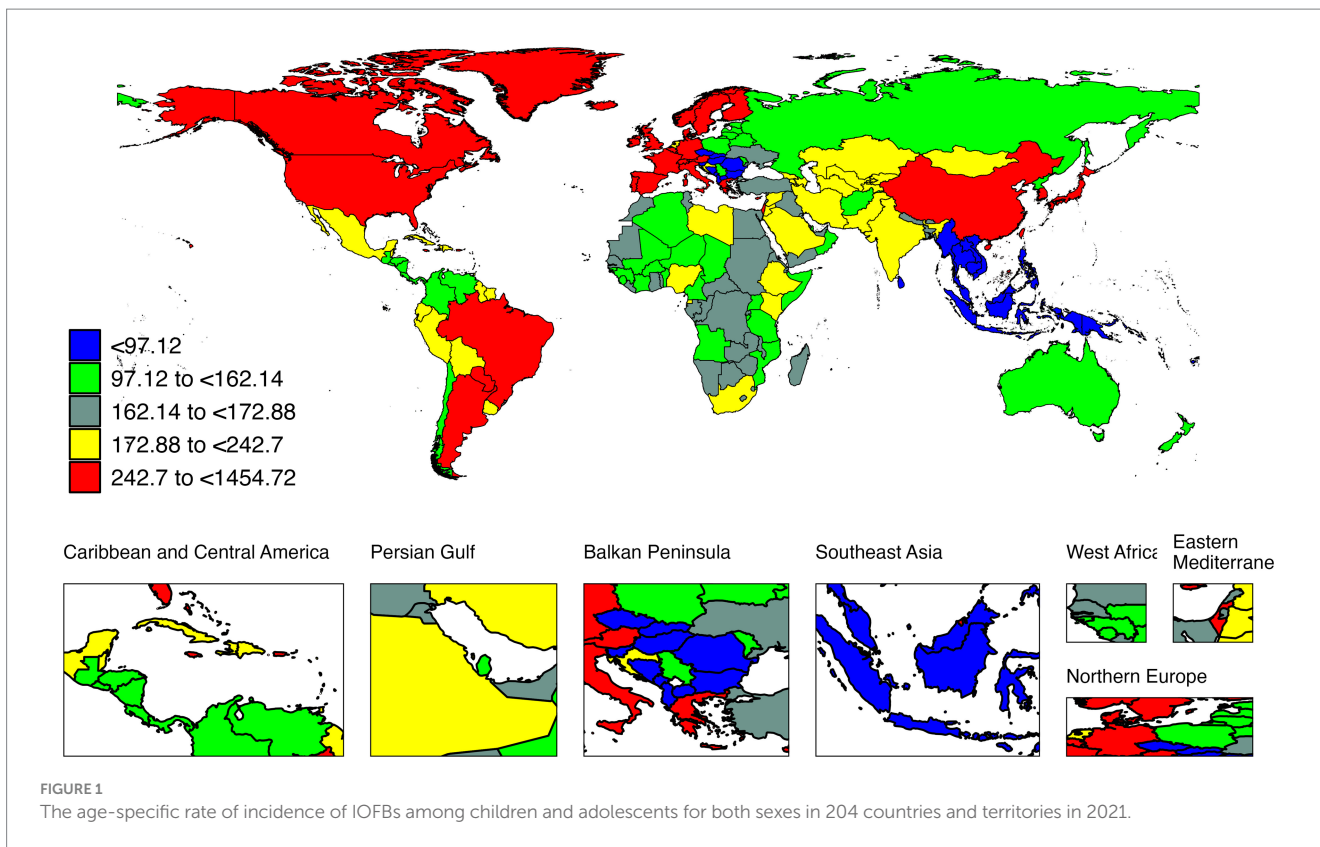 <97.12
97.12 to <162.14
162.14 to <172.88
172.88 to <242.7
242.7 to <1454.72
Caribbean and Central America
Persian Gulf
Balkan Peninsula
Southeast Asia
West Africa
Eastern
Mediterrane
Northern Europe
FIGURE 1
The age-specific rate of incidence of IOFBs among children and adolescents for both sexes in 204 countries and territories in 2021.